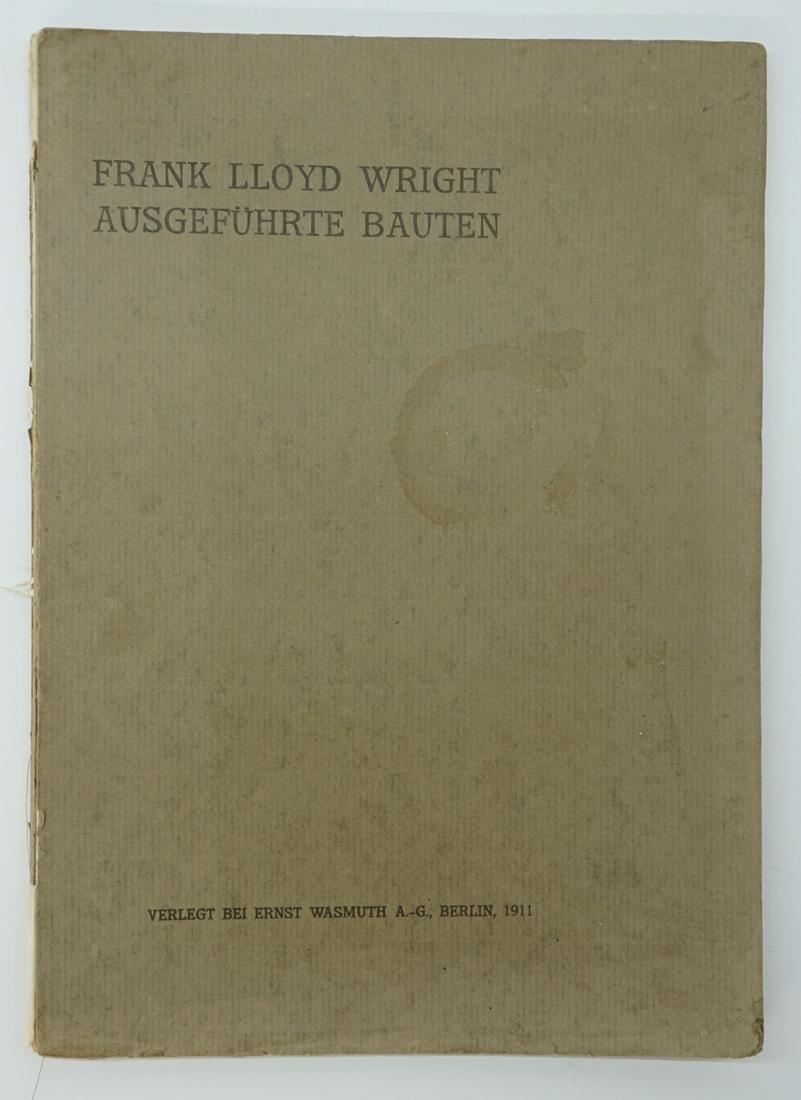 FRANK LLOYD WRIGHT
AUSGEFÜHRTE BAUTEN
VERLEGT BEI ERNST WASMUTH A.-G., BERLIN, 1911